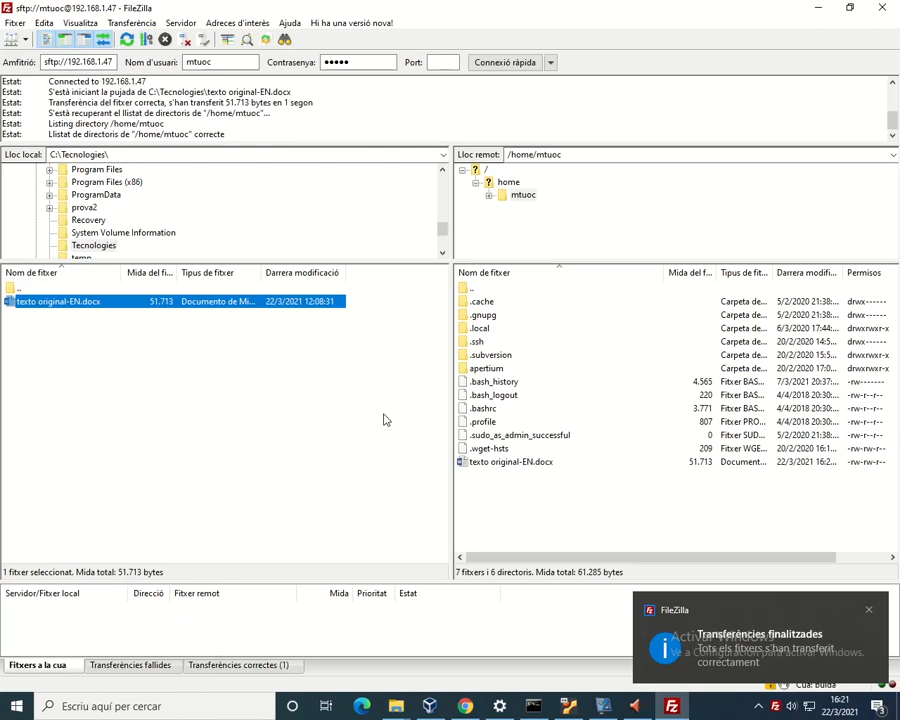 sftp://mtuoc@192.168.1.47 - FileZilla
Fitxer Edita Visualitza Transferència Servidor Adreces d'interès Ajuda Hi ha una versió nova!
Amfitrió: sftp://192.168.1.47 Nom d'usuari: mtuoc Contrasenya: ••••• Port: Connexió ràpida
Estat: Connected to 192.168.1.47
Estat: S'està iniciant la pujada de C:\Tecnologies\texto original-EN.docx
Estat: Transferència del fitxer correcta, s'han transferit 51.713 bytes en 1 segon
Estat: S'està recuperant el llistat de directoris de "/home/mtuoc"...
Estat: Listing directory /home/mtuoc
Estat: Llistat de directoris de "/home/mtuoc" correcte
Lloc local: C:\Tecnologies\
Program Files
Program Files (x86)
ProgramData
prova2
Recovery
System Volume Information
Tecnologies
temp
Nom de fitxer Mida del fi... Tipus de fitxer Darrera modificació
..
texto original-EN.docx 51.713 Documento de Mi... 22/3/2021 12:08:31
1 fitxer seleccionat. Mida total: 51.713 bytes
Lloc remot: /home/mtuoc
/
home
mtuoc
Nom de fitxer Mida del fi... Tipus de fit... Darrera modifi... Permisos
..
.cache Carpeta de... 5/2/2020 21:38:... drwx------
.gnupg Carpeta de... 5/2/2020 21:38:... drwx------
.local Carpeta de... 6/3/2020 17:44:... drwxrwxr-x
.ssh Carpeta de... 20/2/2020 14:5... drwx------
.subversion Carpeta de... 20/2/2020 15:5... drwxrwxr-x
apertium Carpeta de... 20/2/2020 17:0... drwxrwxr-x
.bash_history 4.565 Fitxer BAS... 7/3/2021 20:37:... -rw-------
.bash_logout 220 Fitxer BAS... 4/4/2018 20:30:... -rw-r--r--
.bashrc 3.771 Fitxer BAS... 4/4/2018 20:30:... -rw-r--r--
.profile 807 Fitxer PRO... 4/4/2018 20:30:... -rw-r--r--
.sudo_as_admin_successful 0 Fitxer SUD... 5/2/2020 21:38:... -rw-r--r--
.wget-hsts 209 Fitxer WGE... 20/2/2020 16:1... -rw-rw-r--
texto original-EN.docx 51.713 Document... 22/3/2021 16:2... -rw-rw-r--
7 fitxers i 6 directoris. Mida total: 61.285 bytes
Servidor/Fitxer local Direcció Fitxer remot Mida Prioritat Estat
FileZilla
Transferències finalitzades
Tots els fitxers s'han transferit
correctament
Activar Windows
Ve a Configuración para activar Windows.
Fitxers a la cua Transferències fallides Transferències correctes (1)
Cua: buida
Escriu aquí per cercar
16:21
22/3/2021
3